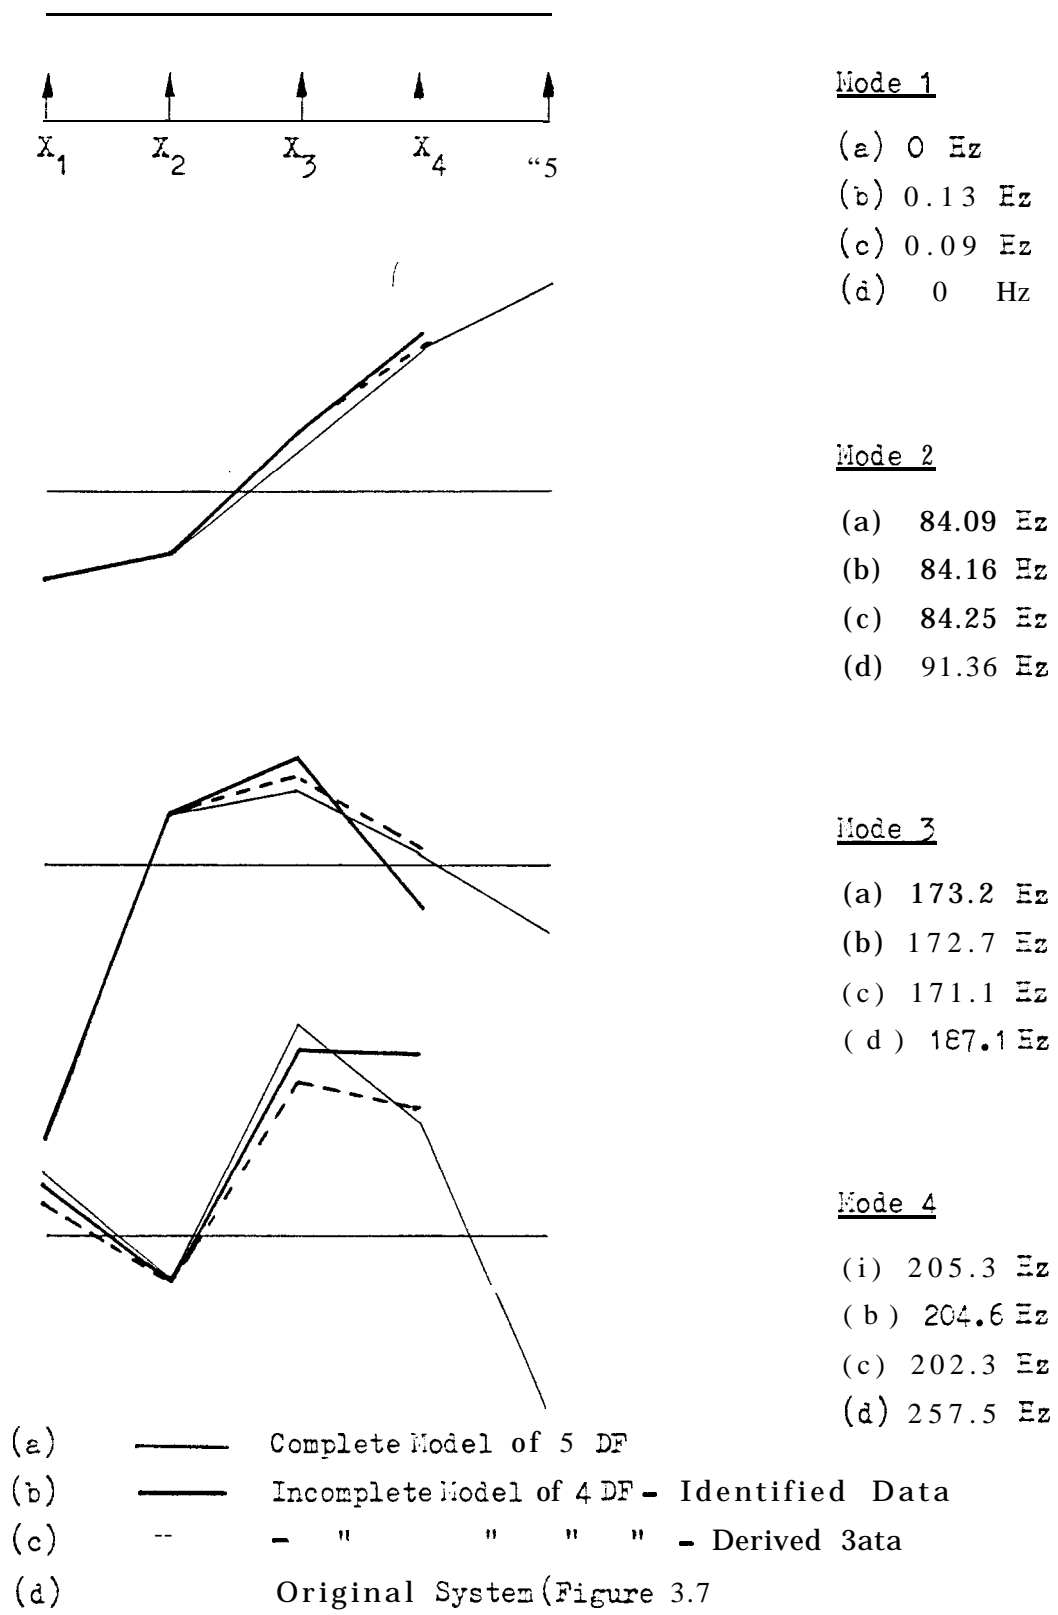 X1 X2 X3 X4 “5
Mode 1
(a) 0 Hz
(b) 0.13 Hz
(c) 0.09 Hz
(d) 0 Hz
Mode 2
(a) 84.09 Hz
(b) 84.16 Hz
(c) 84.25 Hz
(d) 91.36 Hz
Mode 3
(a) 173.2 Hz
(b) 172.7 Hz
(c) 171.1 Hz
(d) 187.1 Hz
Mode 4
(i) 205.3 Hz
(b) 204.6 Hz
(c) 202.3 Hz
(d) 257.5 Hz
(a) Complete Model of 5 DF
(b) Incomplete Model of 4 DF - Identified Data
(c) " " " " - Derived 3ata
(d) Original System (Figure 3.7